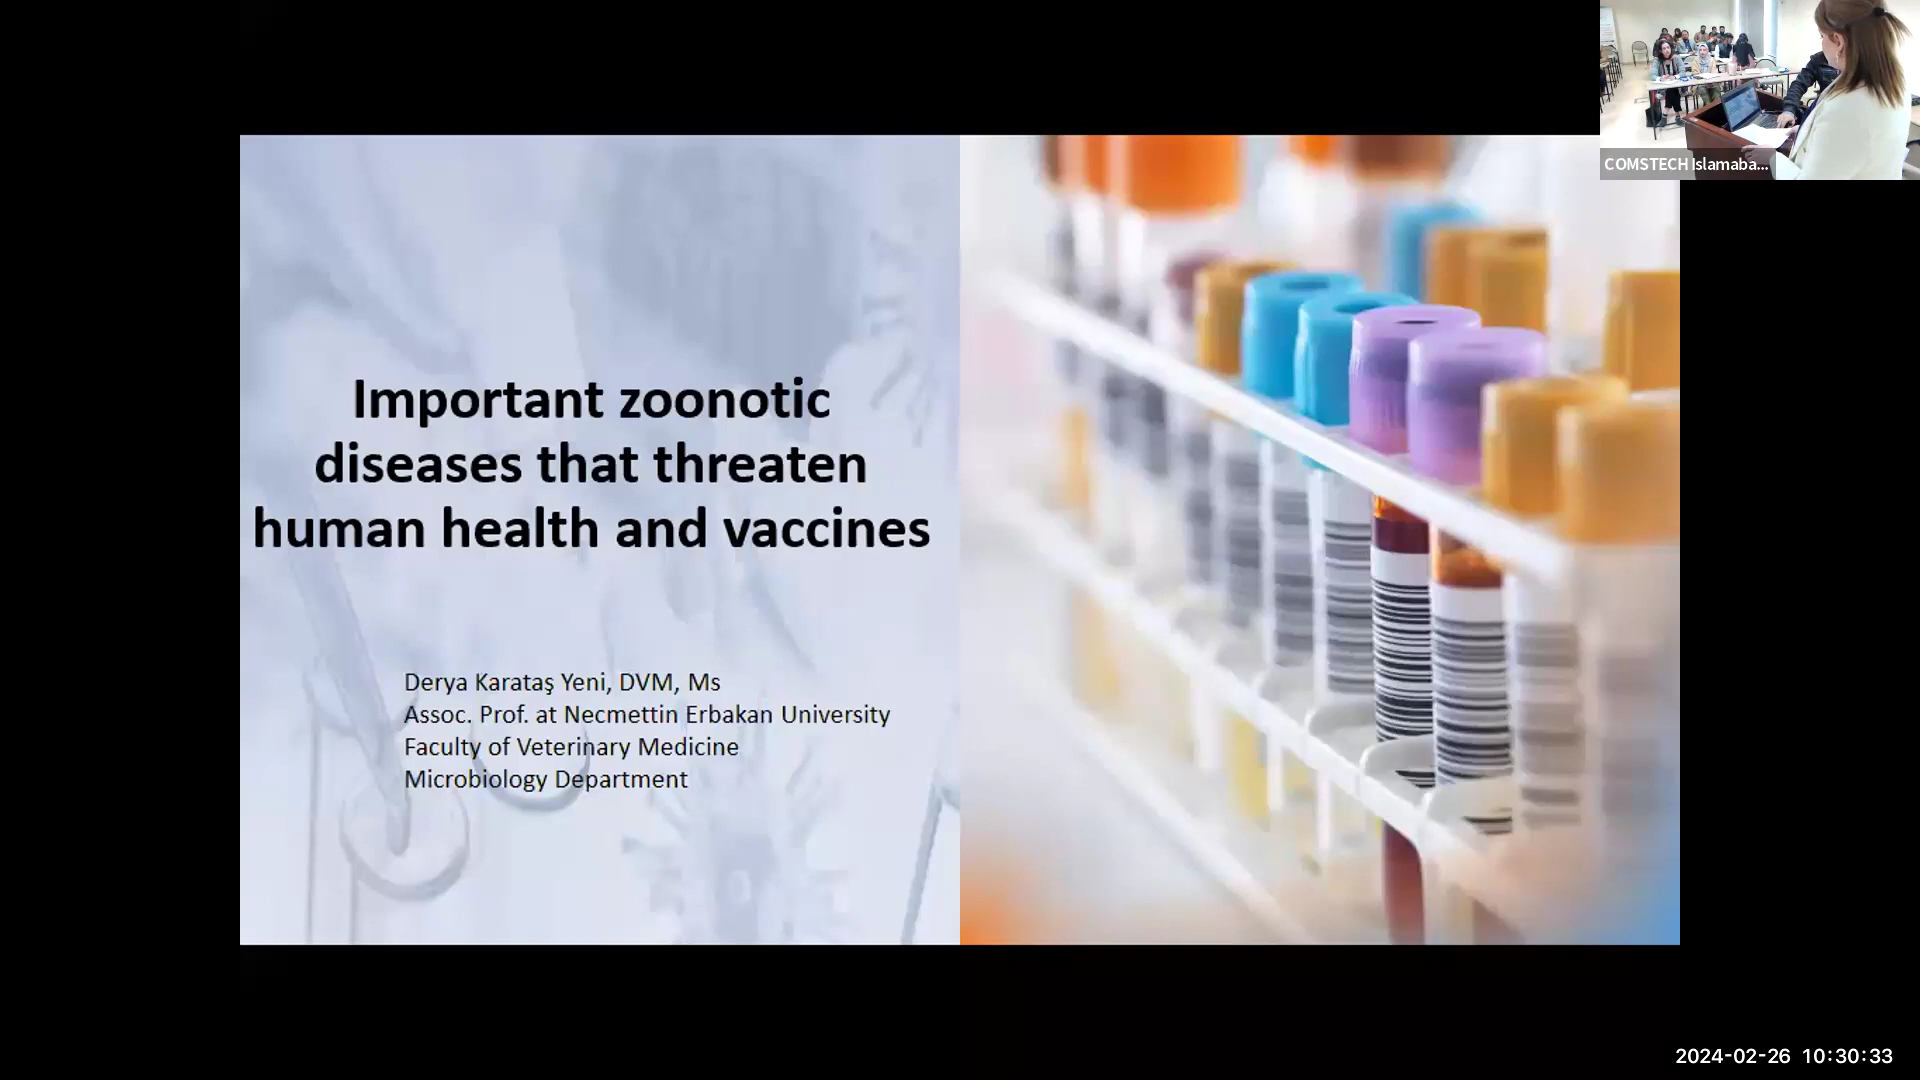 Important zoonotic
diseases that threaten
human health and vaccines
Derya Karataş Yeni, DVM, Ms
Assoc. Prof. at Necmettin Erbakan University
Faculty of Veterinary Medicine
Microbiology Department
COMSTECH Islamaba...
2024-02-26 10:30:33